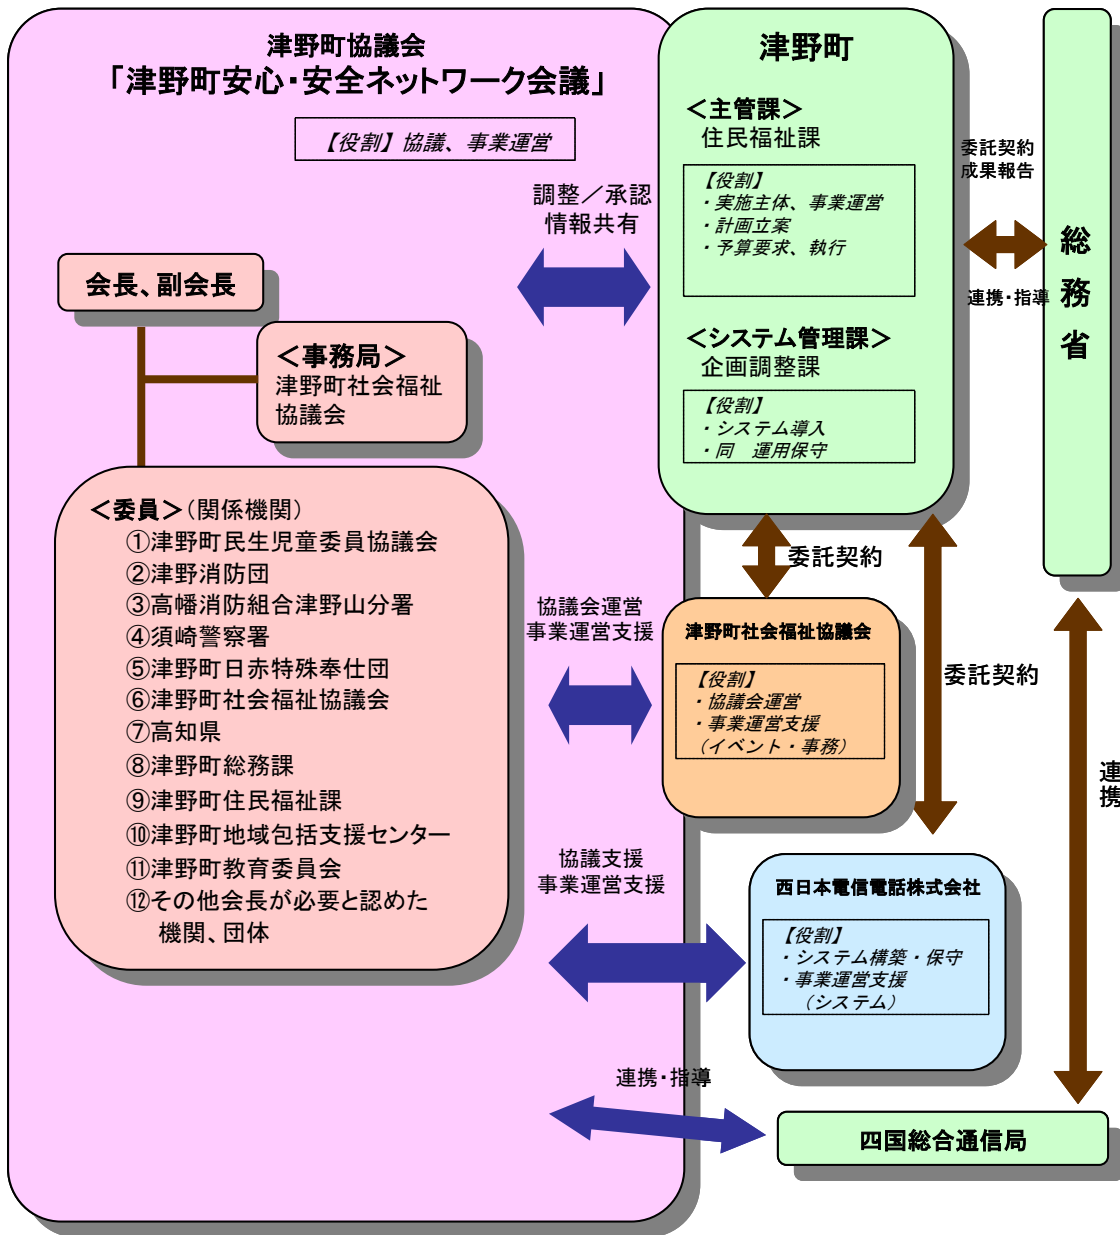 津野町協議会
「津野町安心・安全ネットワーク会議」
【役割】協議、事業運営
調整／承認
情報共有
会長、副会長
＜事務局＞
津野町社会福祉
協議会
＜委員＞（関係機関）
①津野町民生児童委員協議会
②津野消防団
③高幡消防組合津野山分署
④須崎警察署
⑤津野町日赤特殊奉仕団
⑥津野町社会福祉協議会
⑦高知県
⑧津野町総務課
⑨津野町住民福祉課
⑩津野町地域包括支援センター
⑪津野町教育委員会
⑫その他会長が必要と認めた
機関、団体
協議会運営
事業運営支援
協議支援
事業運営支援
連携・指導
津野町
＜主管課＞
住民福祉課
【役割】
・実施主体、事業運営
・計画立案
・予算要求、執行
＜システム管理課＞
企画調整課
【役割】
・システム導入
・同　運用保守
委託契約
成果報告
連携・指導
総務省
委託契約
津野町社会福祉協議会
【役割】
・協議会運営
・事業運営支援
（イベント・事務）
委託契約
連携
西日本電信電話株式会社
【役割】
・システム構築・保守
・事業運営支援
（システム）
四国総合通信局